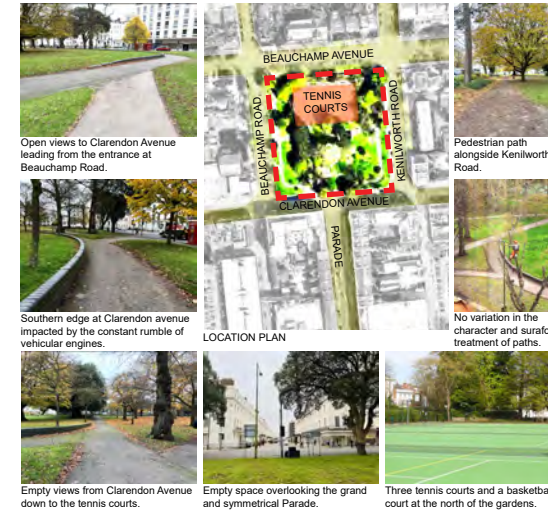 BEAUCHAMP AVENUE
TENNIS
COURTS
BEAUCHAMP ROAD
KENILWORTH ROAD
CLARENDON AVENUE
PARADE
Open views to Clarendon Avenue
leading from the entrance at
Beauchamp Road.
Pedestrian path
alongside Kenilworth
Road.
Southern edge at Clarendon avenue
impacted by the constant rumble of
vehicular engines.
LOCATION PLAN
No variation in the
character and
treatment of paths.
Empty views from Clarendon Avenue
down to the tennis courts.
Empty space overlooking the grand
and symmetrical Parade.
Three tennis courts and a
court at the north of the gardens.